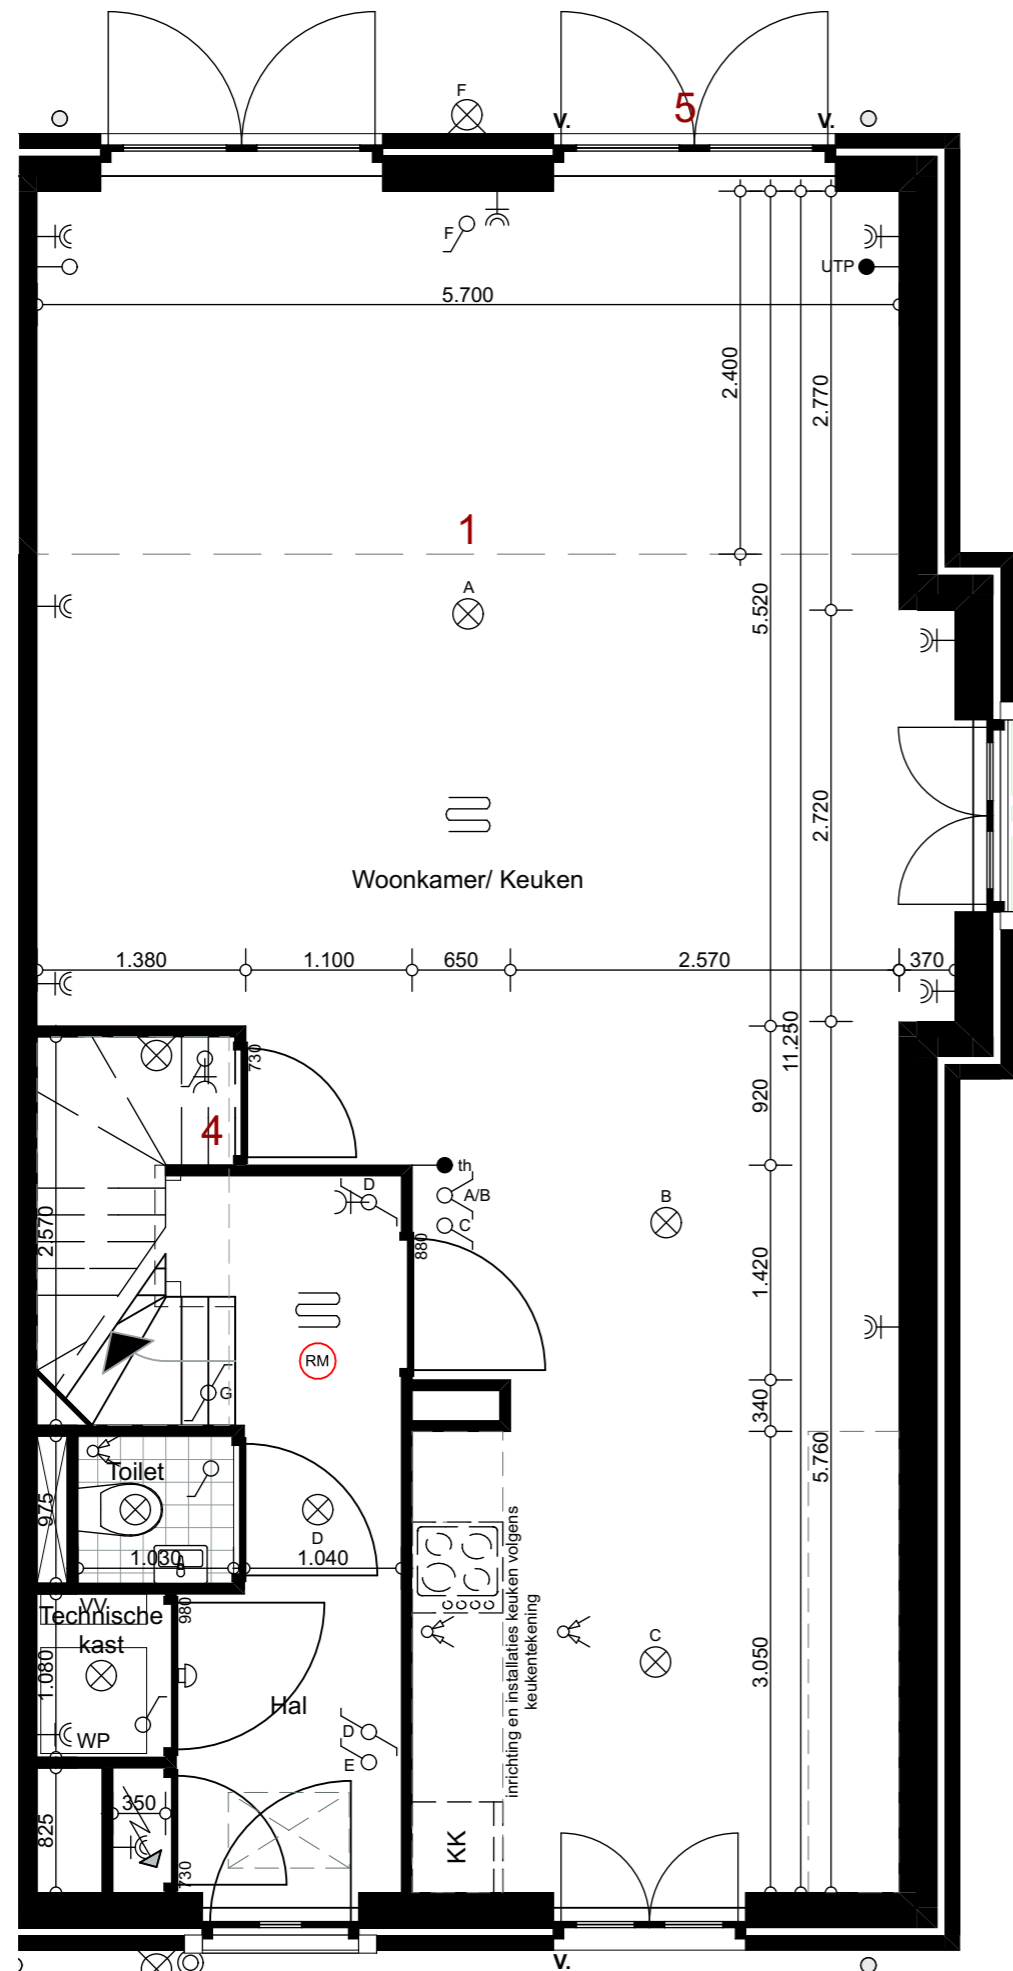 F
5
V.
V.
F
UTP
5.700
2.400
2.770
1
A
5.520
2.720
Woonkamer/ Keuken
1.380
1.100
650
2.570
370
11.250
730
920
4
th
D
A/B
C
B
2.570
880
1.420
RM
G
340
5.760
Toilet
975
D
1.030
1.040
inrichting en installaties keuken volgens
keukentekening
VV
980
Technische
kast
C
1.080
3.050
Hal
WP
D
E
350
825
KK
730
V.